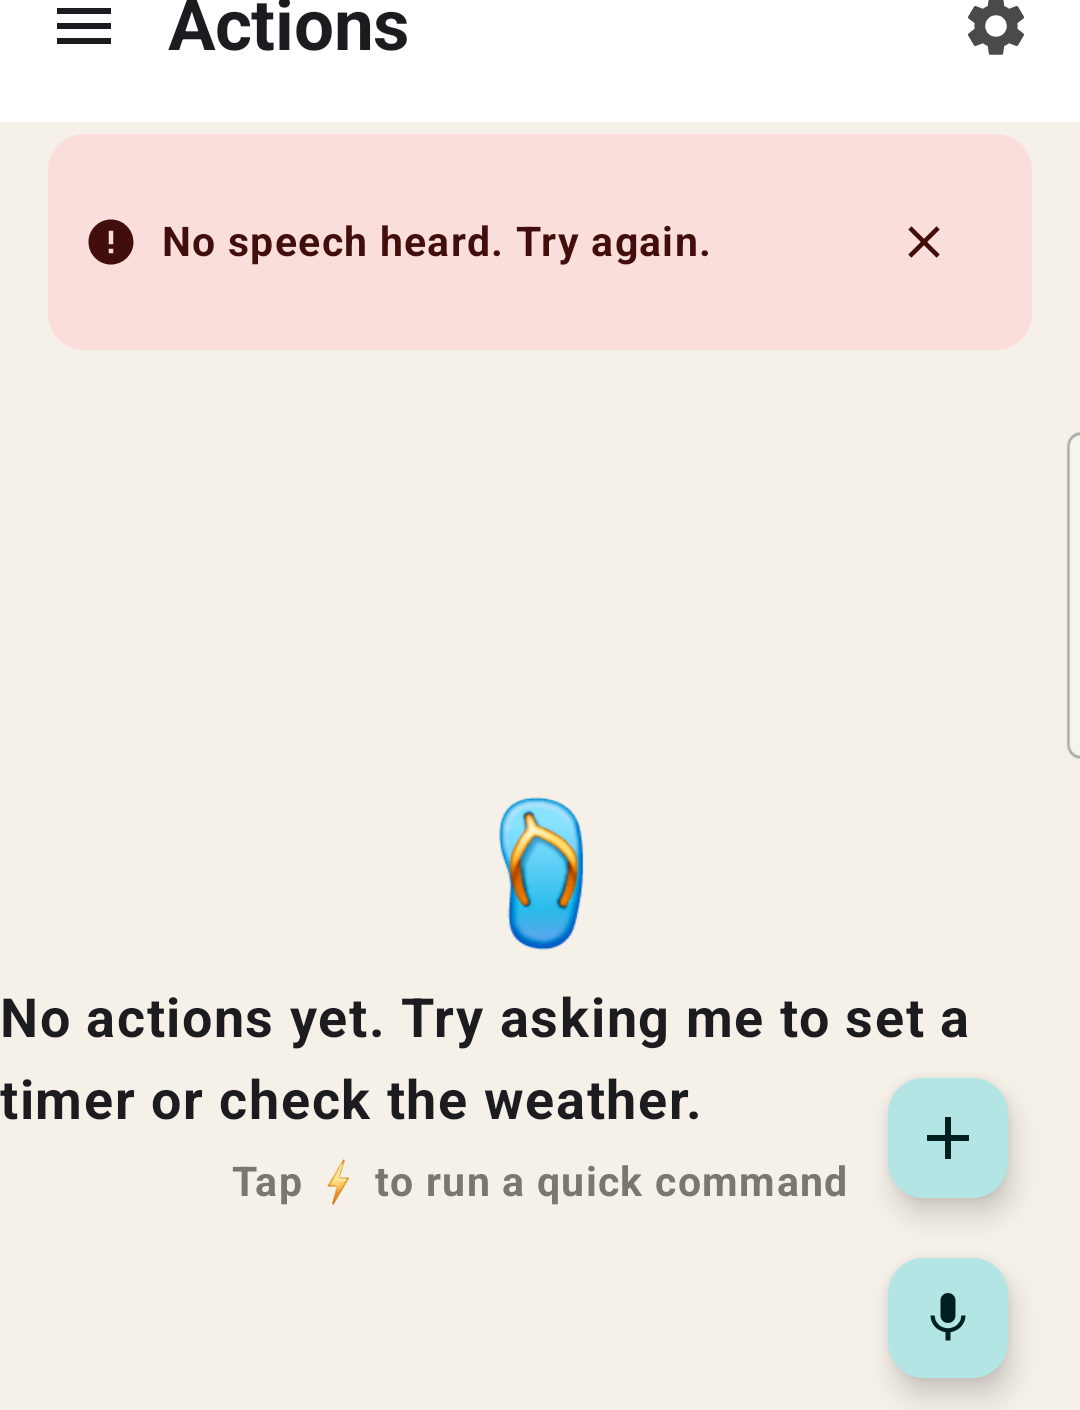 Actions
No speech heard. Try again.
No actions yet. Try asking me to set a
timer or check the weather.
Tap ⚡ to run a quick command